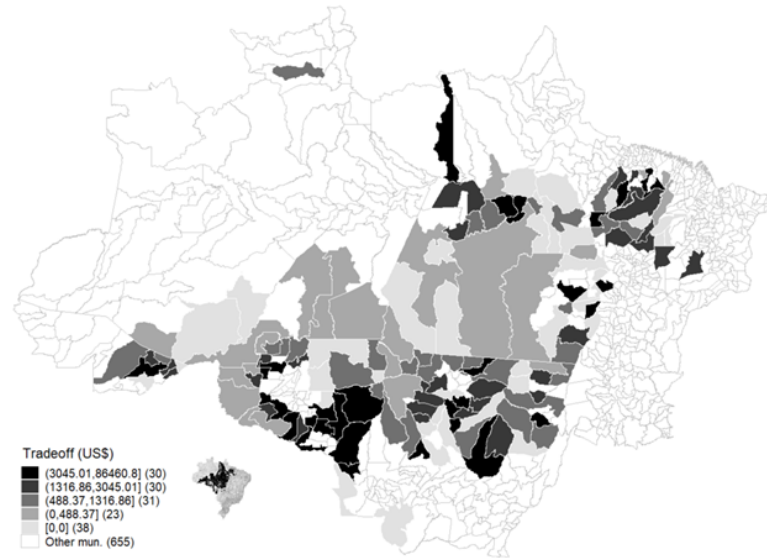 Tradeoff (US$)
(3045.01,86460.8] (30)
(1316.86,3045.01] (30)
(488.37,1316.86] (31)
(0,488.37] (23)
[0,0] (38)
Other mun. (655)